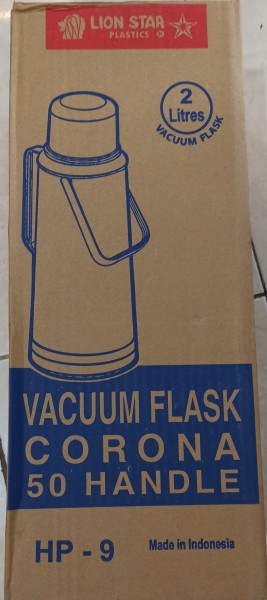 LION STAR
PLASTICS ®
2
Litres
VACUUM FLASK
VACUUM FLASK
CORONA
50 HANDLE
HP - 9
Made in Indonesia